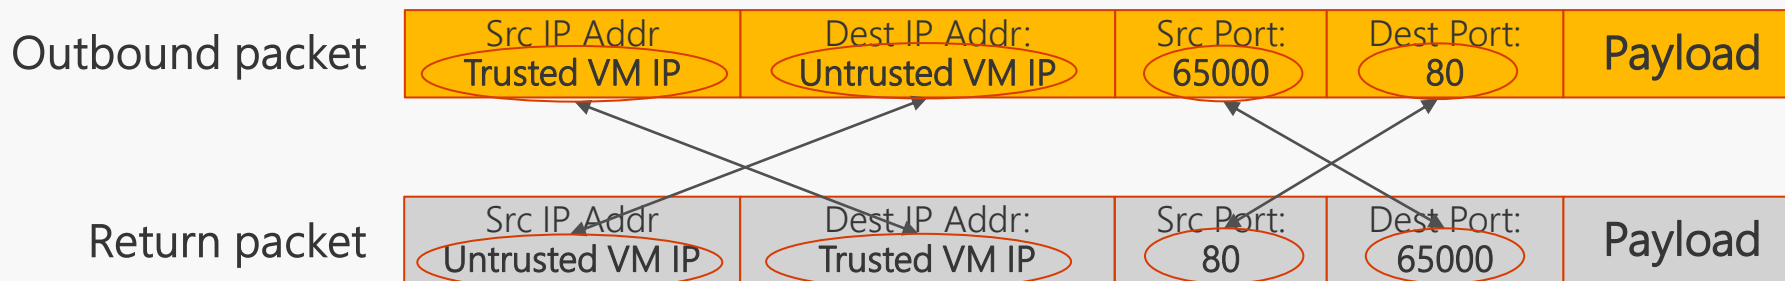 Outbound packet
Src IP Addr
Trusted VM IP
Dest IP Addr:
Untrusted VM IP
Src Port:
65000
Dest Port:
80
Payload
Return packet
Src IP Addr
Untrusted VM IP
Dest IP Addr:
Trusted VM IP
Src Port:
80
Dest Port:
65000
Payload